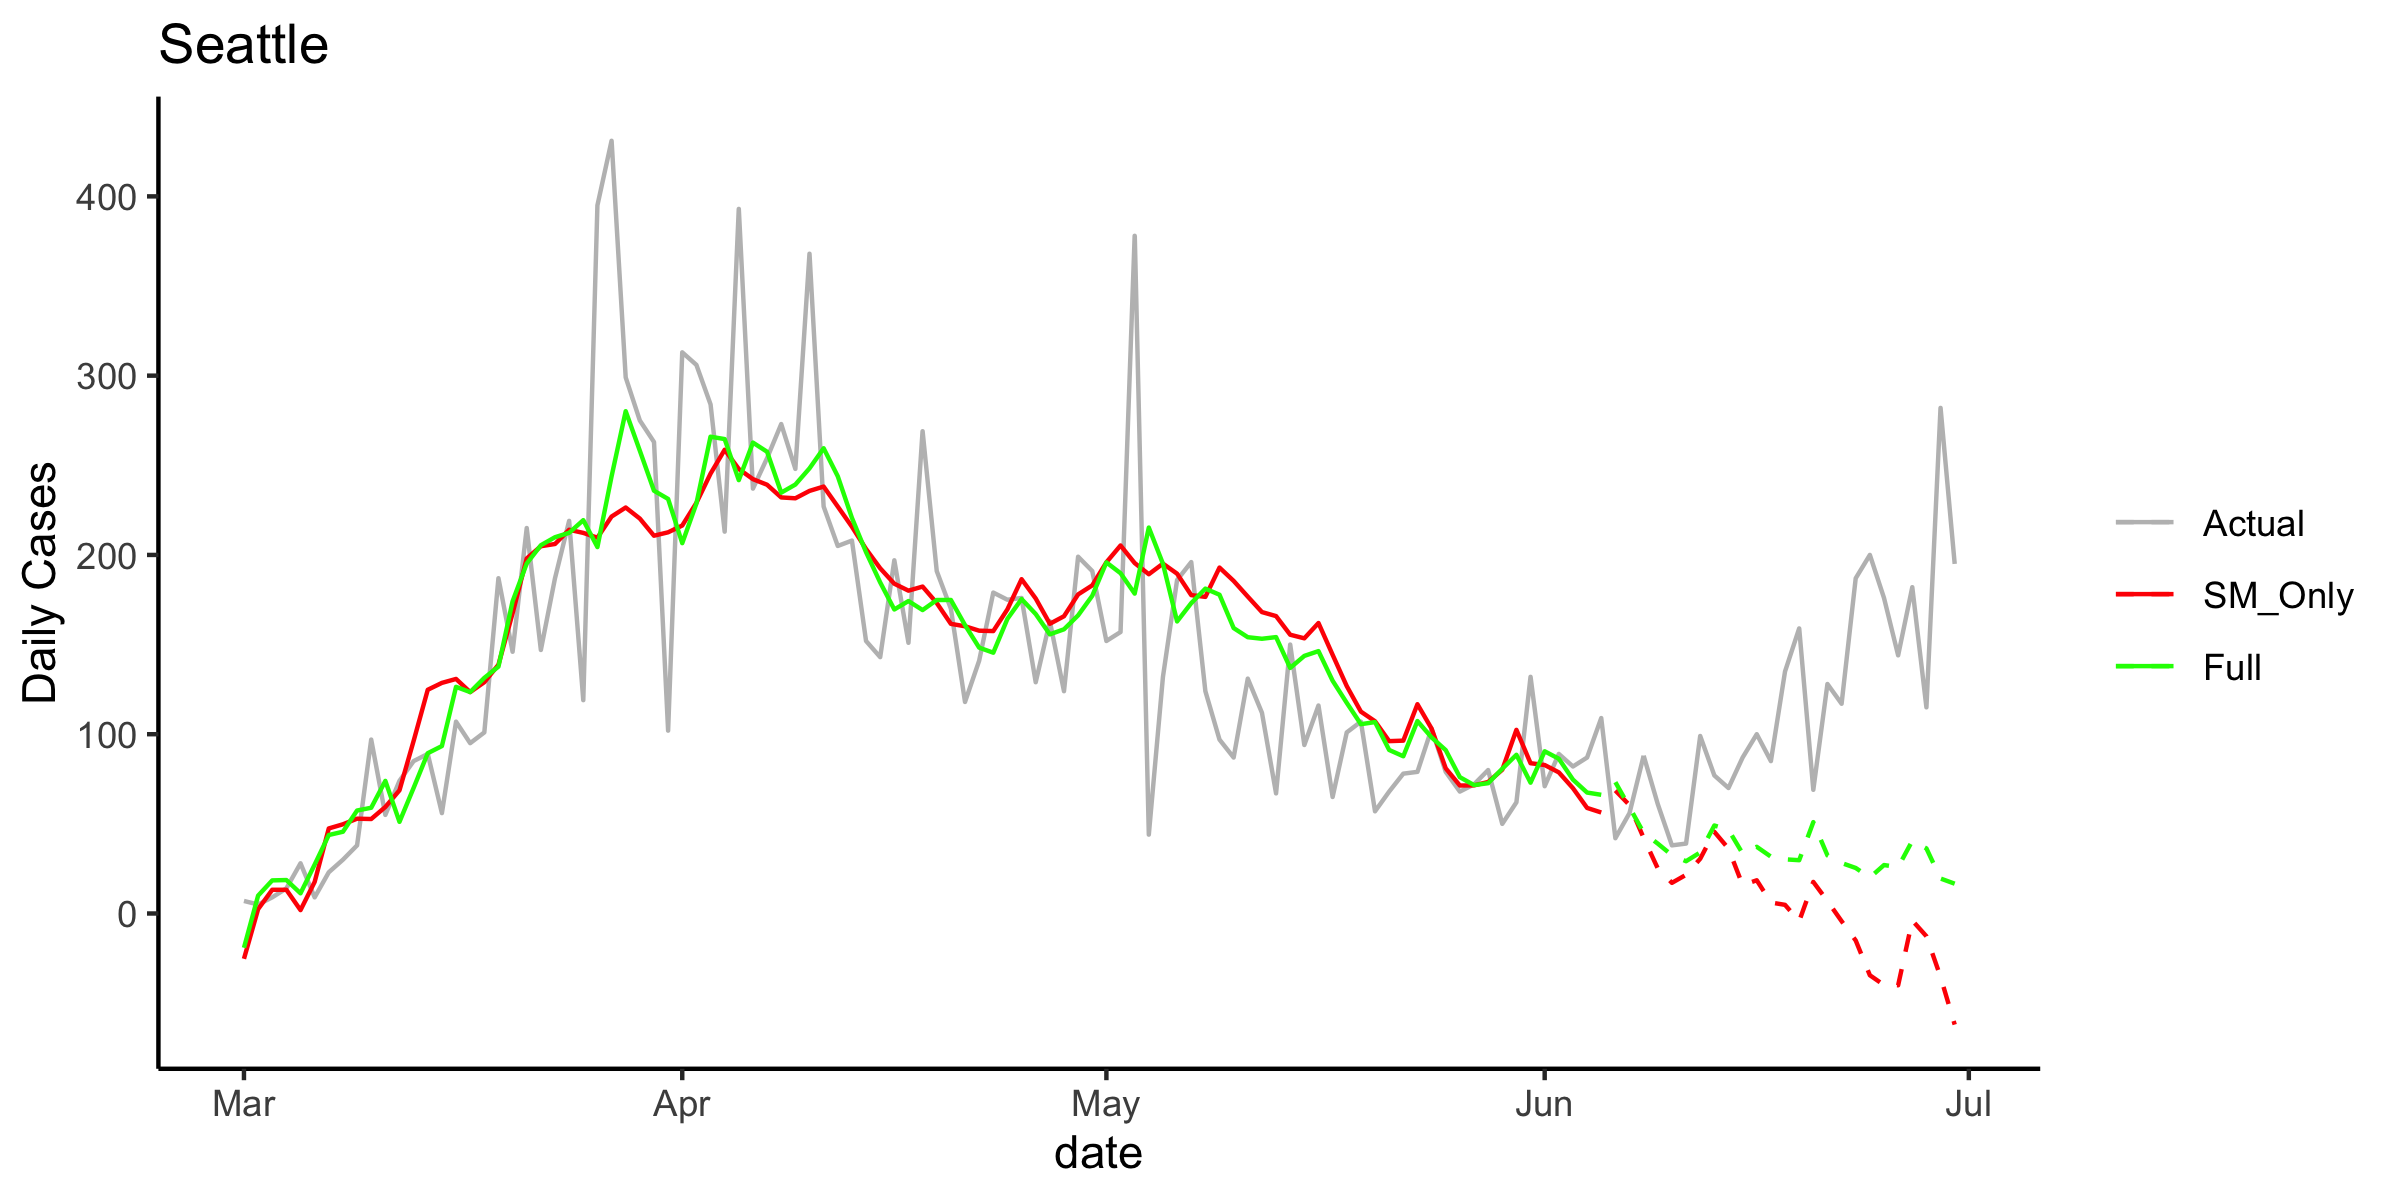 Seattle
Daily Cases
400
300
200
100
0
Mar Apr May Jun Jul
date
Actual
SM_Only
Full